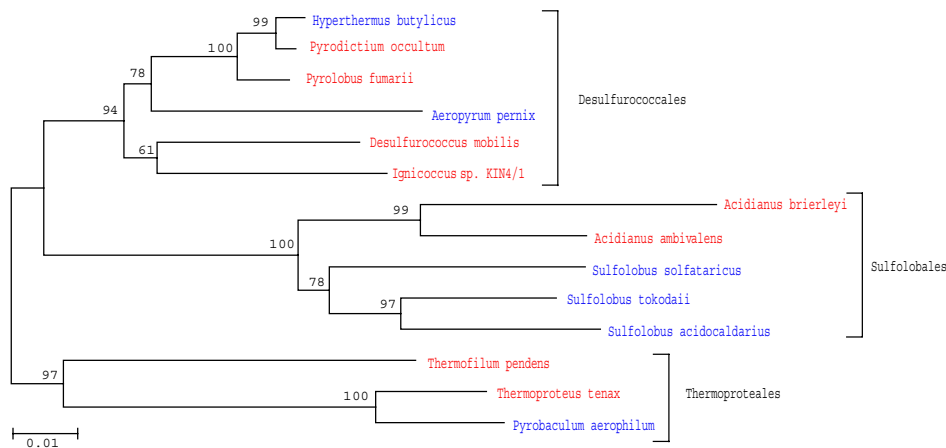 99
Hyperthermus butylicus
100
Pyrodictium occultum
78
Pyrolobus fumarii
Desulfurococcales
94
Aeropyrum pernix
61
Desulfurococcus mobilis
Ignicoccus sp. KIN4/1
99
Acidianus brierleyi
100
Acidianus ambivalens
78
Sulfolobus solfataricus
Sulfolobales
97
Sulfolobus tokodaii
Sulfolobus acidocaldarius
97
Thermofilum pendens
100
Thermoproteus tenax
Thermoproteales
Pyrobaculum aerophilum
0.01